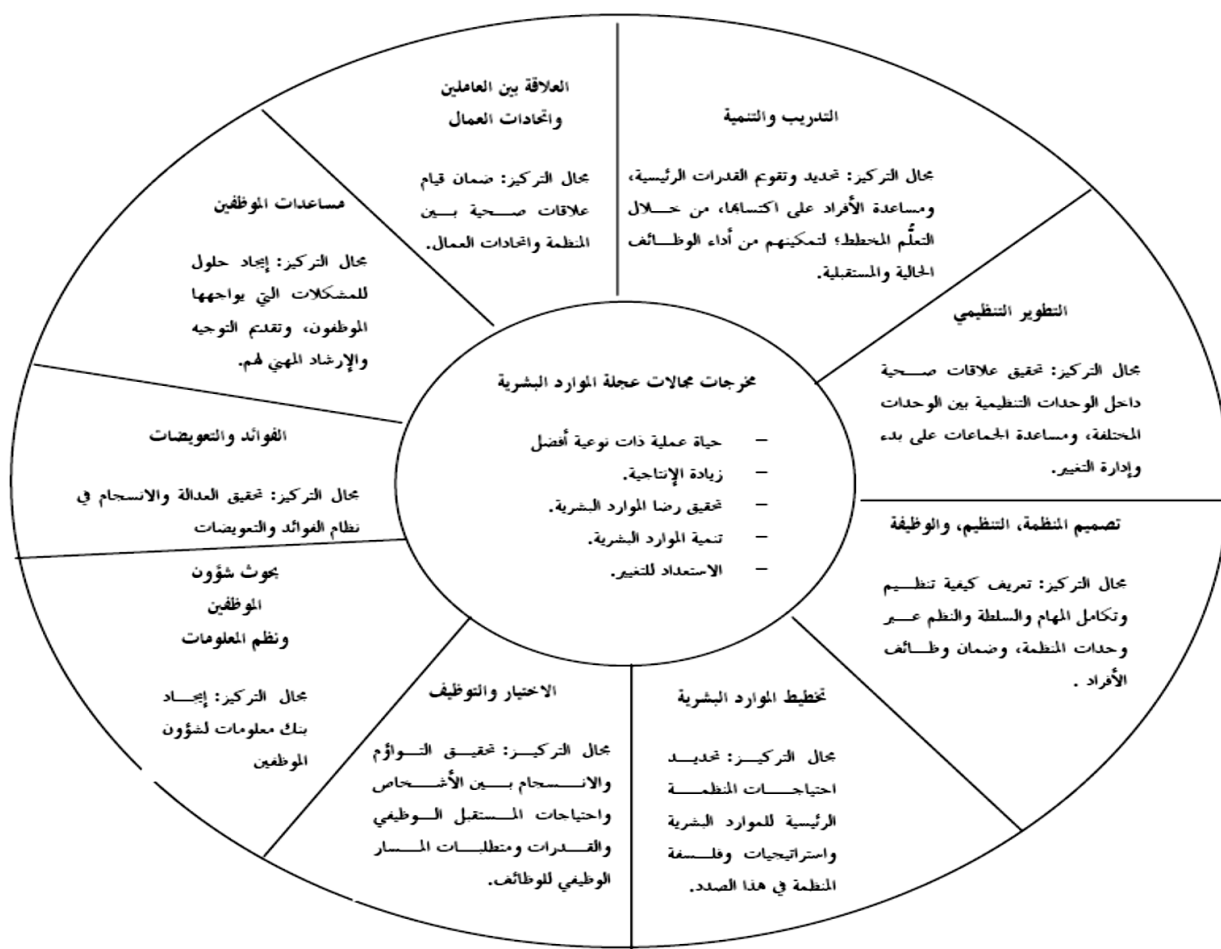 العلاقة بين العاملين
واتحادات العمال
مجال التركيز: ضمان قيام
علاقات صحية بين
المنظمة واتحادات العمال.
التدريب والتنمية
مجال التركيز: تحديد وتقويم القدرات الرئيسية،
ومساعدة الأفراد على اكتسابها، من خلال
التعلُّم المخطط؛ لتمكينهم من أداء الوظائف
الحالية والمستقبلية.
التطوير التنظيمي
مجال التركيز: تحقيق علاقات صحية
داخل الوحدات التنظيمية بين الوحدات
المختلفة، ومساعدة الجماعات على بدء
وإدارة التغيير.
تصميم المنظمة، التنظيم، والوظيفة
مجال التركيز: تعريف كيفية تنظيم
وتكامل المهام والسلطة والنظم عبر
وحدات المنظمة، وضمان وظائف
الأفراد .
تخطيط الموارد البشرية
مجال التركيز: تحديد
احتياجات المنظمة
الرئيسية للموارد البشرية
واستراتيجيات وفلسفة
المنظمة في هذا الصدد.
الاختيار والتوظيف
مجال التركيز: تحقيق التواؤم
والانسجام بين الأشخاص
واحتياجات المستقبل الوظيفي
والقدرات ومتطلبات المسار
الوظيفي للوظائف.
بحوث شؤون
الموظفين
ونظم المعلومات
مجال التركيز: إيجاد
بنك معلومات لشؤون
الموظفين
الفوائد والتعويضات
مجال التركيز: تحقيق العدالة والانسجام في
نظام الفوائد والتعويضات
مساعدات الموظفين
مجال التركيز: إيجاد حلول
للمشكلات التي يواجهها
الموظفون، وتقديم التوجيه
والإرشاد المهني لهم.
مخرجات مجالات عجلة الموارد البشرية
– حياة عملية ذات نوعية أفضل
– زيادة الإنتاجية.
– تحقيق رضا الموارد البشرية.
– تنمية الموارد البشرية.
– الاستعداد للتغيير.